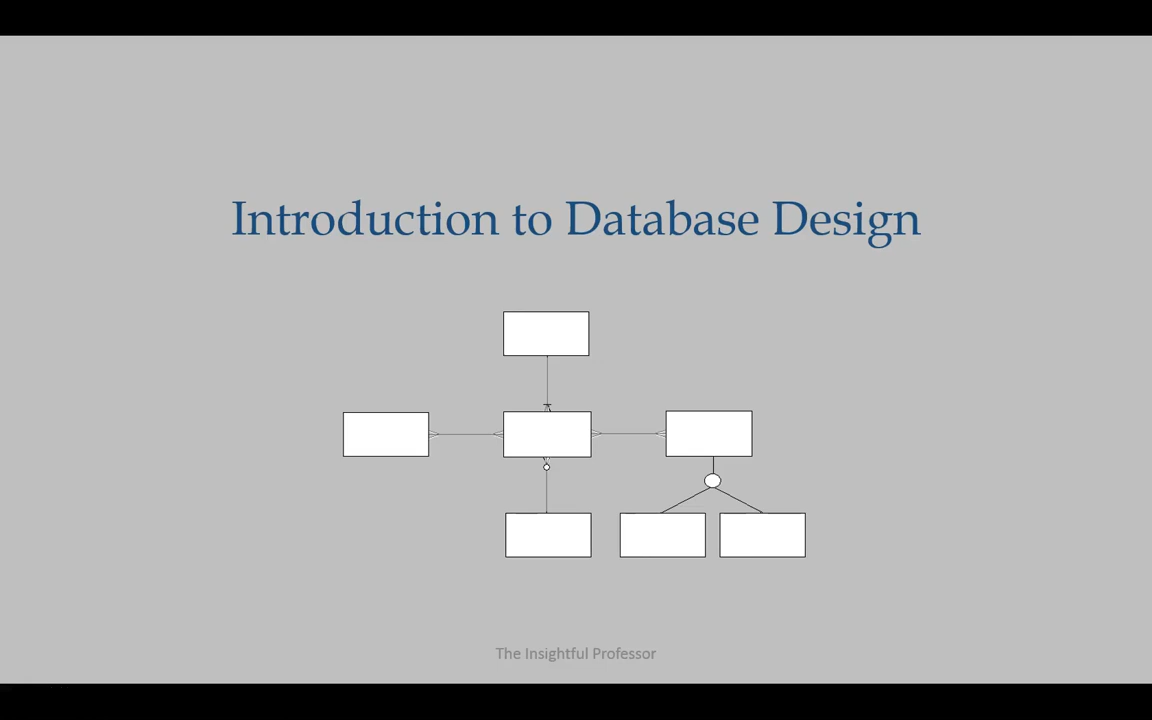 Introduction to Database Design
The Insightful Professor